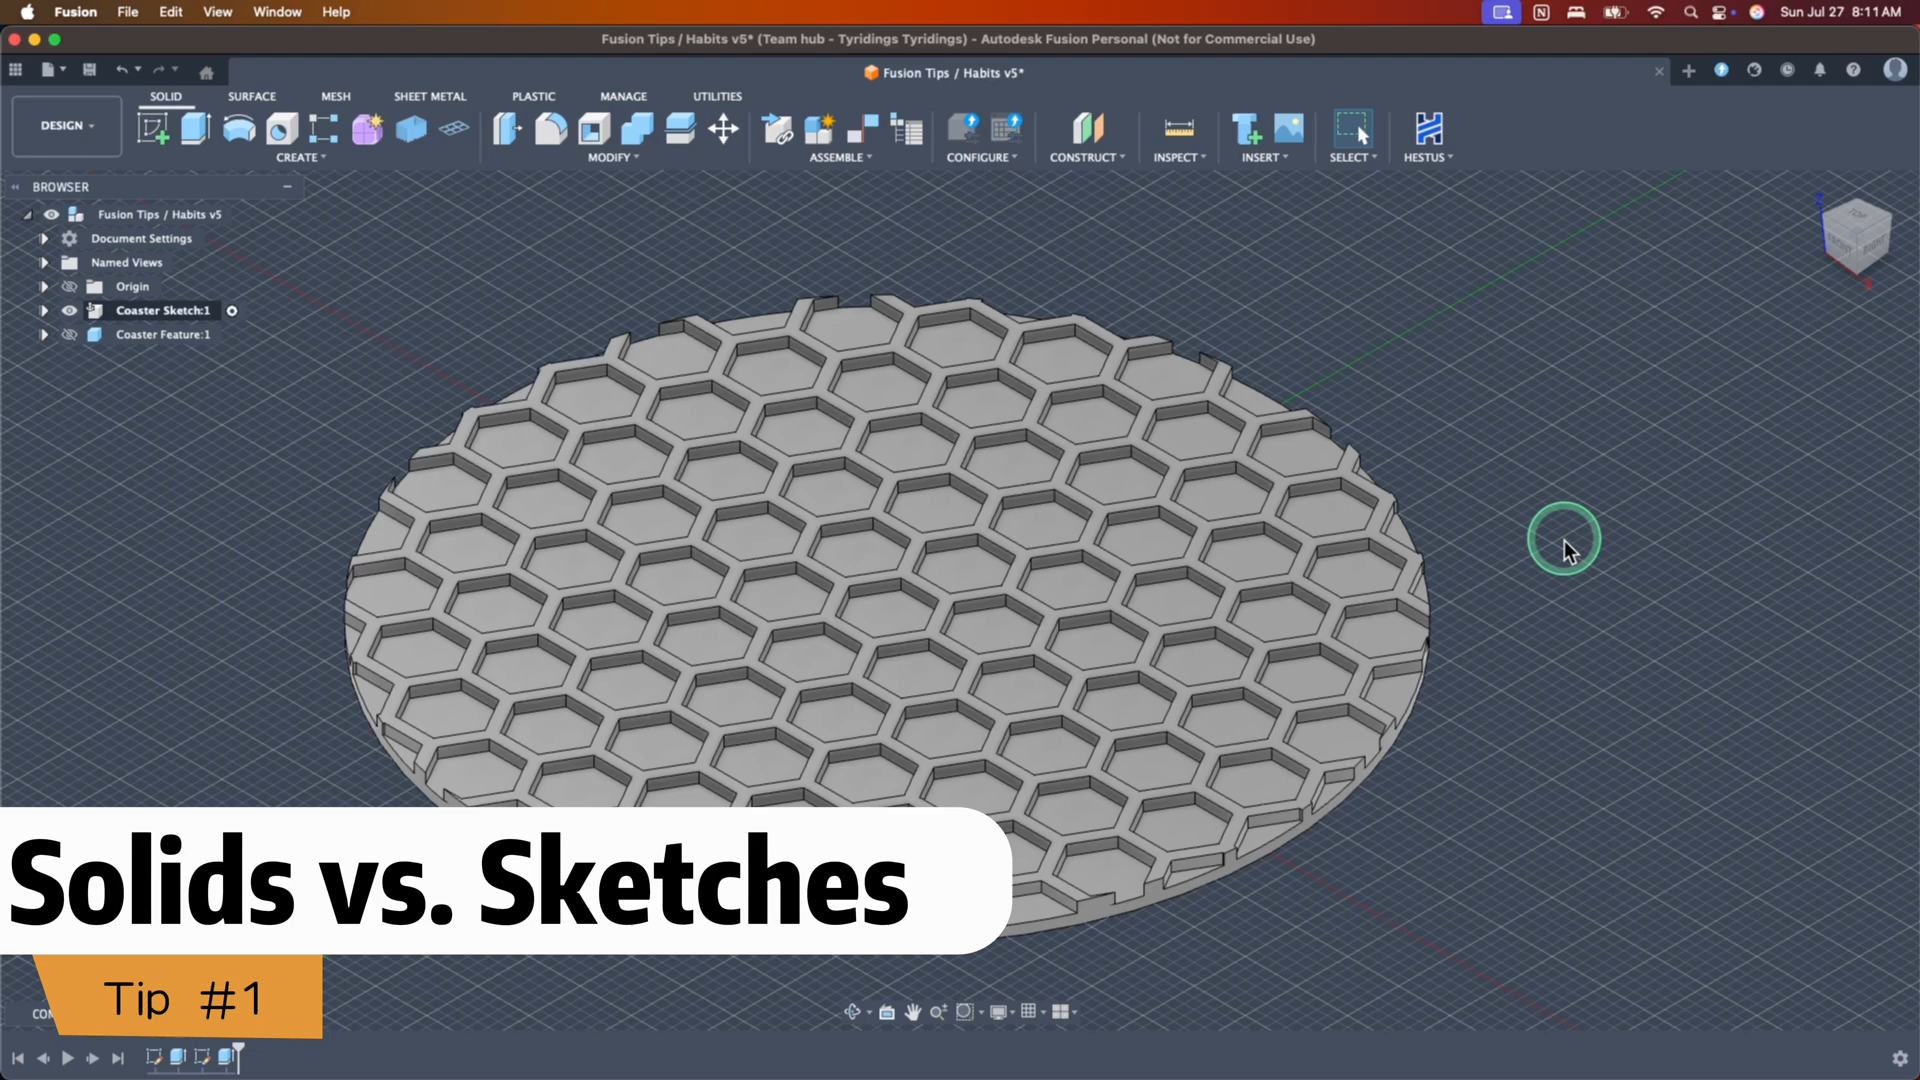 Fusion File Edit View Window Help Sun Jul 27 8:11 AM
Fusion Tips / Habits v5* (Team hub - Tyridings Tyridings) - Autodesk Fusion Personal (Not for Commercial Use)
Fusion Tips / Habits v5*
SOLID SURFACE MESH SHEET METAL PLASTIC MANAGE UTILITIES
DESIGN
CREATE MODIFY ASSEMBLE CONFIGURE CONSTRUCT INSPECT INSERT SELECT HESTUS
BROWSER
Fusion Tips / Habits v5
Document Settings
Named Views
Origin
Coaster Sketch:1
Coaster Feature:1
Z
TOP
FRONT RIGHT
X
Solids vs. Sketches
Tip #1